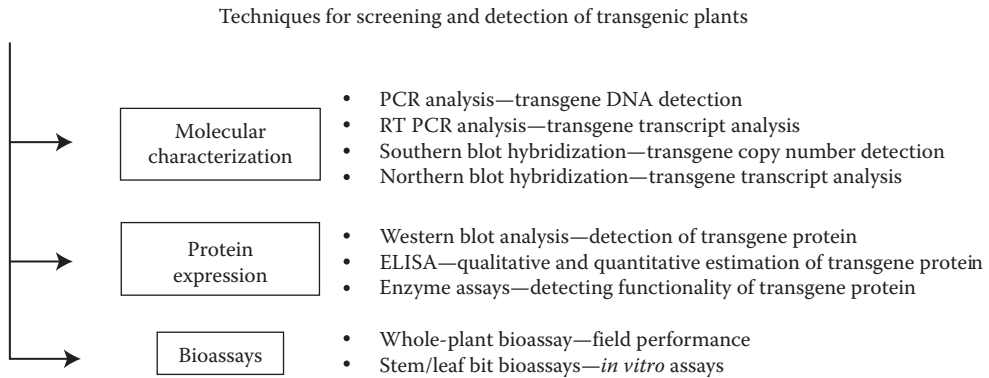 Techniques for screening and detection of transgenic plants
Molecular
characterization
• PCR analysis—transgene DNA detection
• RT PCR analysis—transgene transcript analysis
• Southern blot hybridization—transgene copy number detection
• Northern blot hybridization—transgene transcript analysis
Protein
expression
• Western blot analysis—detection of transgene protein
• ELISA—qualitative and quantitative estimation of transgene protein
• Enzyme assays—detecting functionality of transgene protein
Bioassays
• Whole-plant bioassay—field performance
• Stem/leaf bit bioassays—in vitro assays